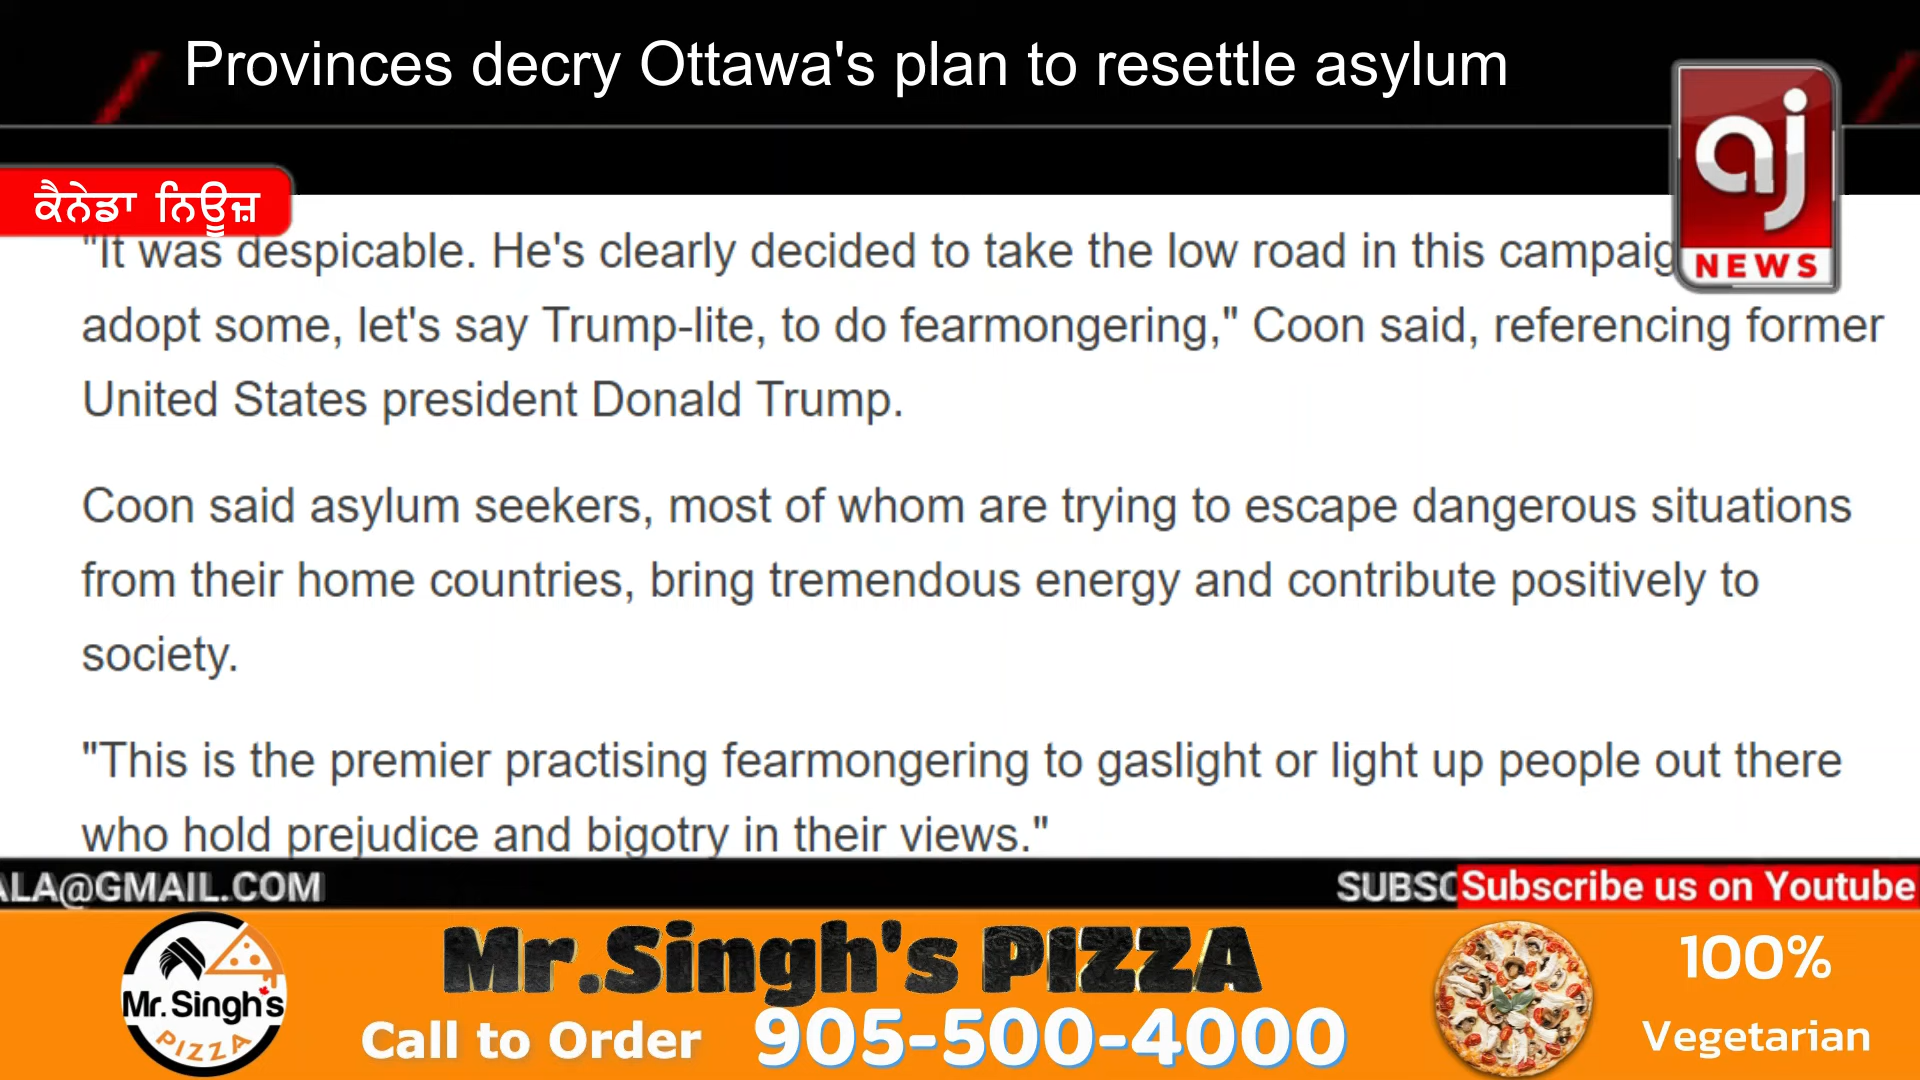 Provinces decry Ottawa's plan to resettle asylum
aj
NEWS
ਕੈਨੇਡਾ ਨਿਊਜ਼
"It was despicable. He's clearly decided to take the low road in this
adopt some, let's say Trump-lite, to do fearmongering," Coon said, referencing former
United States president Donald Trump.
Coon said asylum seekers, most of whom are trying to escape dangerous situations
from their home countries, bring tremendous energy and contribute positively to
society.
"This is the premier practising fearmongering to gaslight or light up people out there
who hold prejudice and bigotry in their views."
ALA@GMAIL.COM
Subscribe us on Youtube
Mr. Singh's
PIZZA
Mr.Singh's PIZZA
Call to Order 905-500-4000
100%
Vegetarian